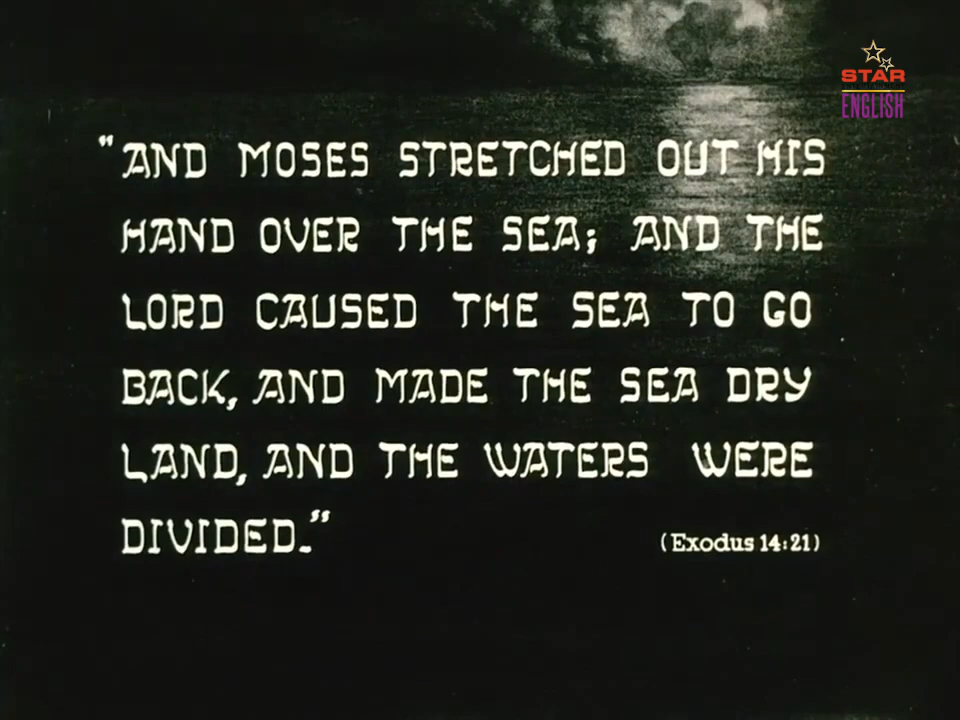 STAR
ENGLISH
"AND MOSES STRETCHED OUT HIS
HAND OVER THE SEA; AND THE
LORD CAUSED THE SEA TO GO
BACK, AND MADE THE SEA DRY
LAND, AND THE WATERS WERE
DIVIDED."
(Exodus 14:21)